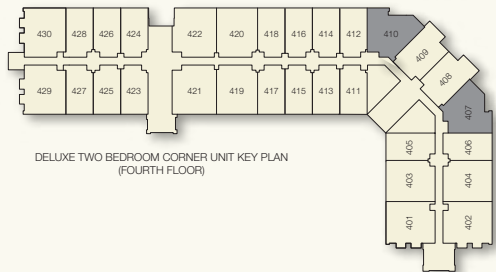 430 428 426 424 422 420 418 416 414 412 410
409
408
407
429 427 425 423 421 419 417 415 413 411
405 406
403 404
401 402
DELUXE TWO BEDROOM CORNER UNIT KEY PLAN
(FOURTH FLOOR)